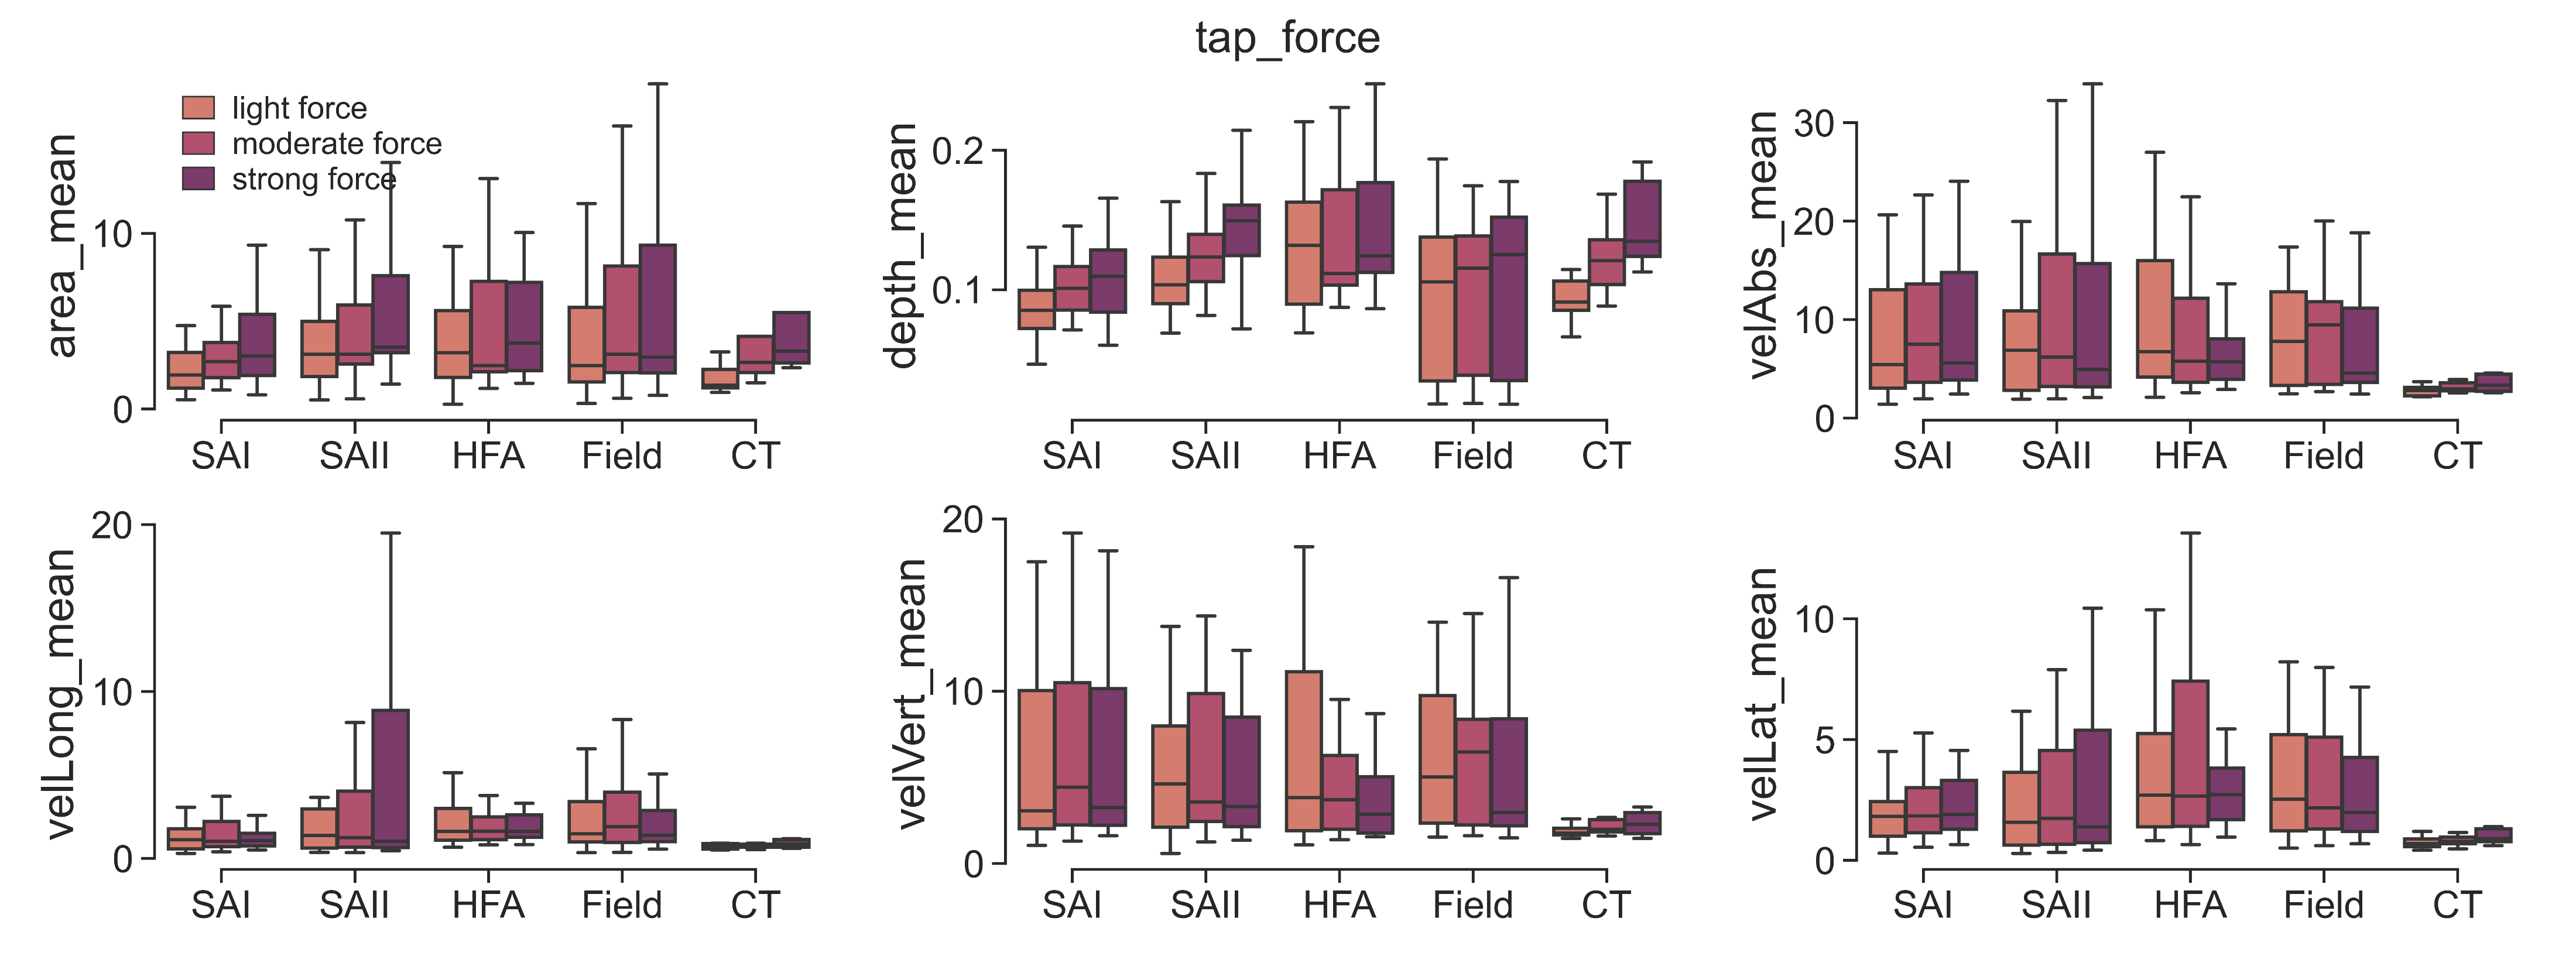 tap_force
area_mean
light force
moderate force
strong force
10
0
SAI SAII HFA Field CT
depth_mean
0.2
0.1
SAI SAII HFA Field CT
velAbs_mean
30
20
10
0
SAI SAII HFA Field CT
velLong_mean
20
10
0
SAI SAII HFA Field CT
velVert_mean
20
10
0
SAI SAII HFA Field CT
velLat_mean
10
5
0
SAI SAII HFA Field CT